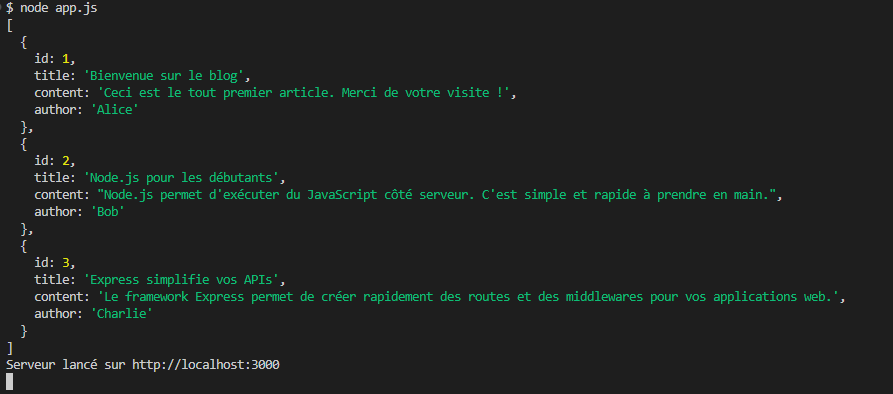 $ node app.js
[
  {
    id: 1,
    title: 'Bienvenue sur le blog',
    content: 'Ceci est le tout premier article. Merci de votre visite !',
    author: 'Alice'
  },
  {
    id: 2,
    title: 'Node.js pour les débutants',
    content: "Node.js permet d'exécuter du JavaScript côté serveur. C'est simple et rapide à prendre en main.",
    author: 'Bob'
  },
  {
    id: 3,
    title: 'Express simplifie vos APIs',
    content: 'Le framework Express permet de créer rapidement des routes et des middlewares pour vos applications web.',
    author: 'Charlie'
  }
]
Serveur lancé sur http://localhost:3000